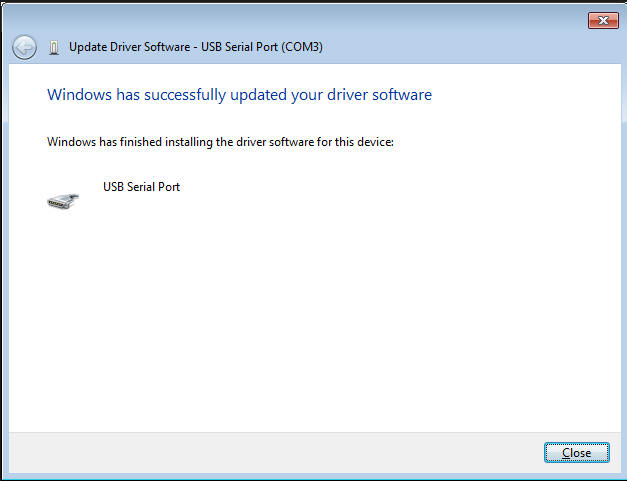 Update Driver Software - USB Serial Port (COM3)
Windows has successfully updated your driver software
Windows has finished installing the driver software for this device:
USB Serial Port
Close